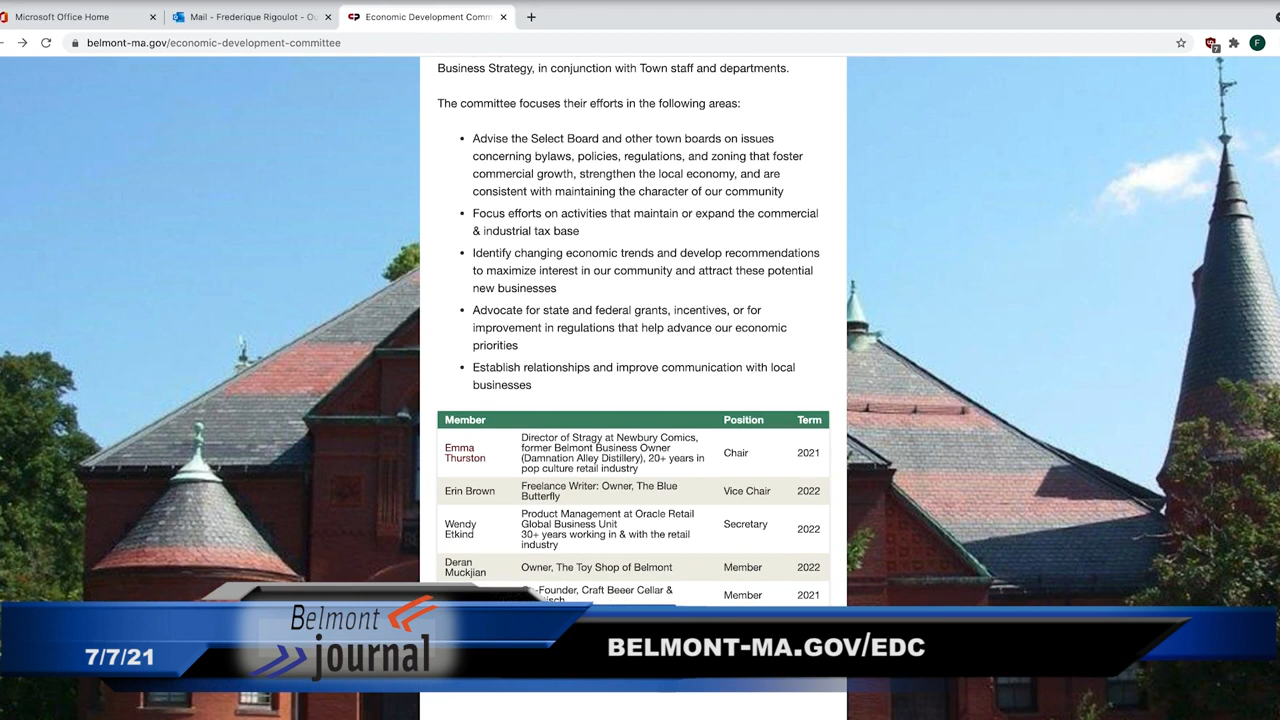 Microsoft Office Home
Mail - Frederique Rigoulot - Ou
Economic Development Comm
belmont-ma.gov/economic-development-committee
7
F
Business Strategy, in conjunction with Town staff and departments.
The committee focuses their efforts in the following areas:
• Advise the Select Board and other town boards on issues
concerning bylaws, policies, regulations, and zoning that foster
commercial growth, strengthen the local economy, and are
consistent with maintaining the character of our community
• Focus efforts on activities that maintain or expand the commercial
& industrial tax base
• Identify changing economic trends and develop recommendations
to maximize interest in our community and attract these potential
new businesses
• Advocate for state and federal grants, incentives, or for
improvement in regulations that help advance our economic
priorities
• Establish relationships and improve communication with local
businesses
Member Position Term
Emma
Thurston
Director of Stragy at Newbury Comics,
former Belmont Business Owner
(Damnation Alley Distillery), 20+ years in
pop culture retail industry
Chair 2021
Erin Brown
Freelance Writer: Owner, The Blue
Butterfly
Vice Chair 2022
Wendy
Etkind
Product Management at Oracle Retail
Global Business Unit
30+ years working in & with the retail
industry
Secretary 2022
Deran
Muckjian
Owner, The Toy Shop of Belmont
Member 2022
-Founder, Craft Beeer Cellar &
Member 2021
Belmont
journal
7/7/21
BELMONT-MA.GOV/EDC